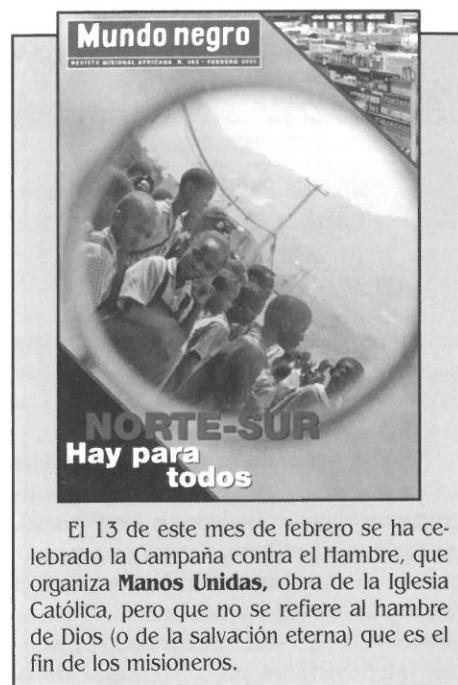 Mundo negro
REVISTA MISIONAL AFRICANA
FEBRERO
NORTE-SUR
Hay para
todos
El 13 de este mes de febrero se ha ce-
lebrado la Campaña contra el Hambre, que
organiza Manos Unidas, obra de la Iglesia
Católica, pero que no se refiere al hambre
de Dios (o de la salvación eterna) que es el
fin de los misioneros.